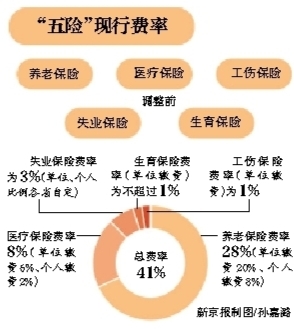 “五险”现行费率
养老保险
医疗保险
工伤保险
调整前
失业保险
生育保险
失业保险费率
为3%(单位、个人
比例各省自定)
生育保险费
率(单位缴费)
为不超过1%
工伤保险
费率(单位缴
费)为1%
医疗保险费率
8%(单位缴
费6%、个人缴
费2%)
总费率
41%
养老保险费率
28%(单位缴
费20%、个人
缴费8%)
新京报制图/孙嘉潞